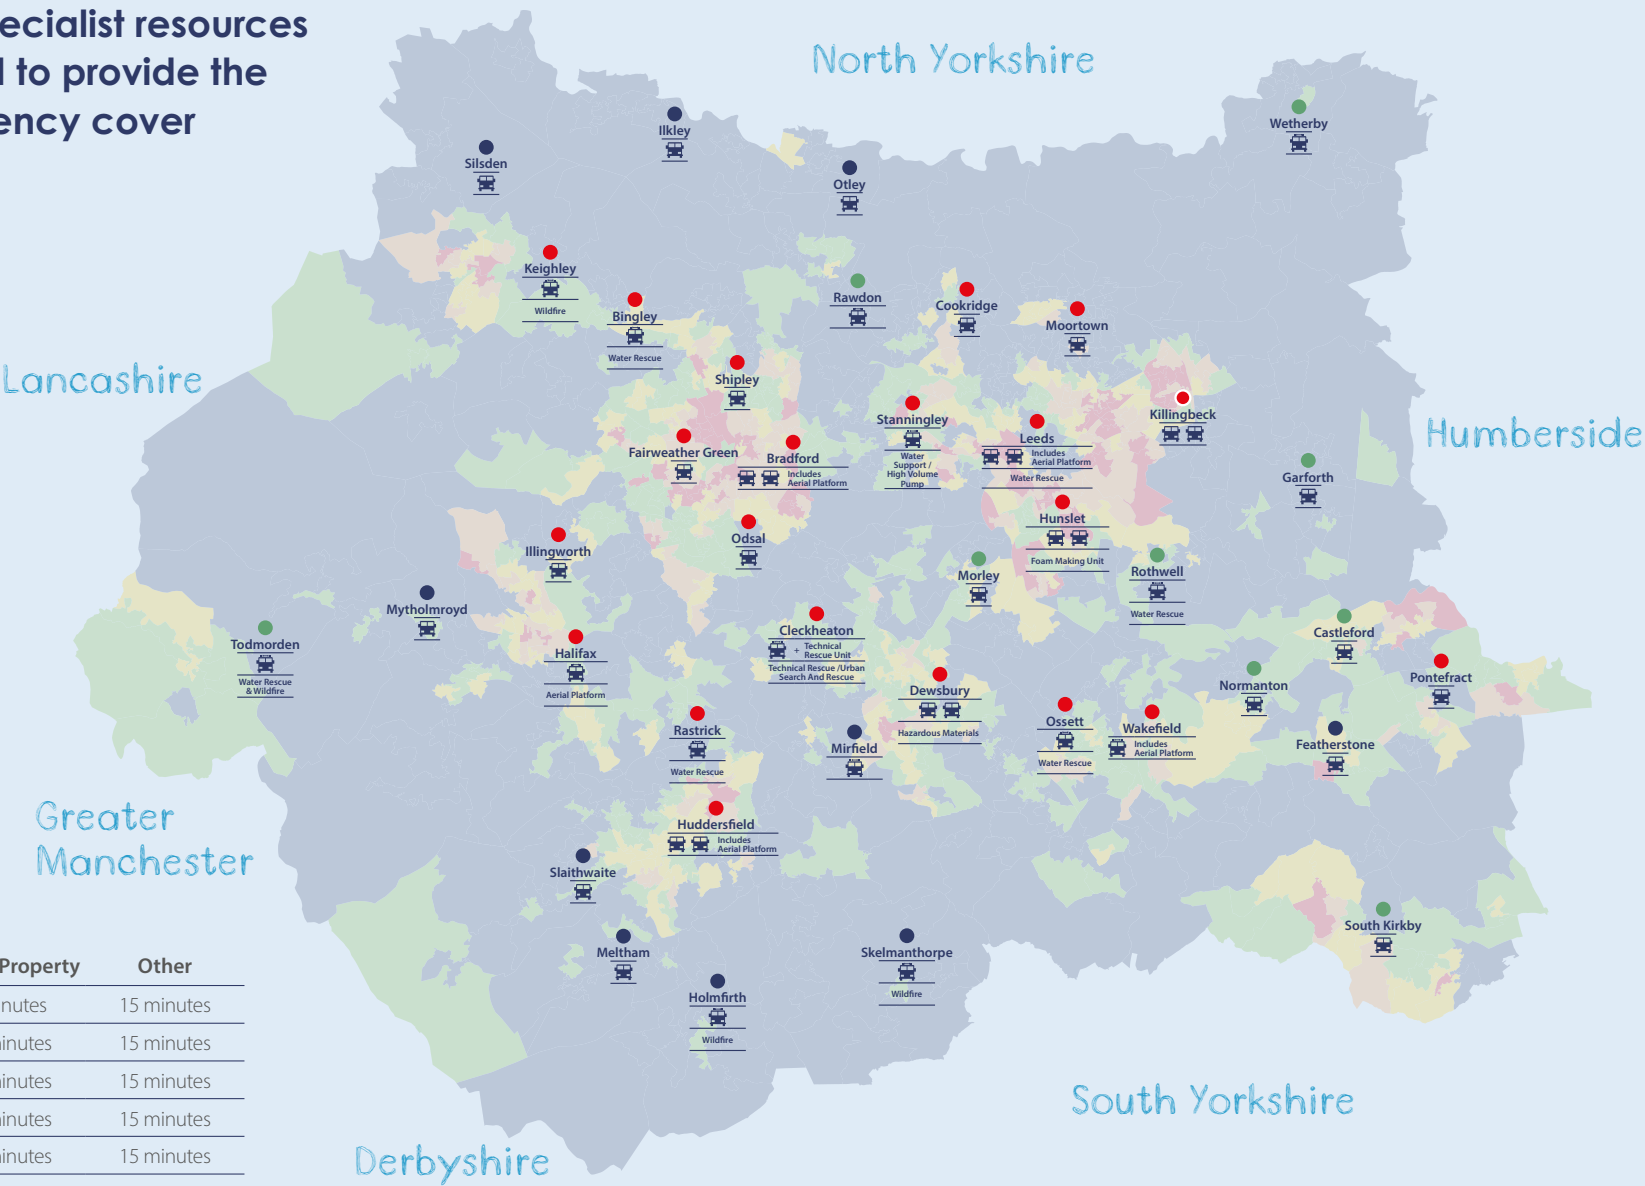 ecialist resources
to provide the
ency cover
North Yorkshire
Wetherby
Ilkley
Silsden
Otley
Keighley
Wildfire
Bingley
Water Rescue
Rawdon
Cookridge
Moortown
Lancashire
Shipley
Stanningley
Water
Support /
High Volume
Pump
Killingbeck
Humberside
Fairweather Green
Bradford
Includes
Aerial Platform
Leeds
Includes
Aerial Platform
Water Rescue
Garforth
Hunslet
Foam Making Unit
Odsal
Illingworth
Morley
Rothwell
Water Rescue
Mytholmroyd
Todmorden
Water Rescue
& Wildfire
Halifax
Aerial Platform
Cleckheaton
+ Technical
Rescue Unit
Technical Rescue /Urban
Search And Rescue
Castleford
Normanton
Pontefract
Dewsbury
Hazardous Materials
Ossett
Water Rescue
Wakefield
Includes
Aerial Platform
Featherstone
Rastrick
Water Rescue
Mirfield
Greater
Manchester
Huddersfield
Includes
Aerial Platform
Slaithwaite
South Kirkby
Meltham
Skelmanthorpe
Wildfire
Holmfirth
Wildfire
Property Other
nutes 15 minutes
inutes 15 minutes
inutes 15 minutes
inutes 15 minutes
inutes 15 minutes
South Yorkshire
Derbyshire